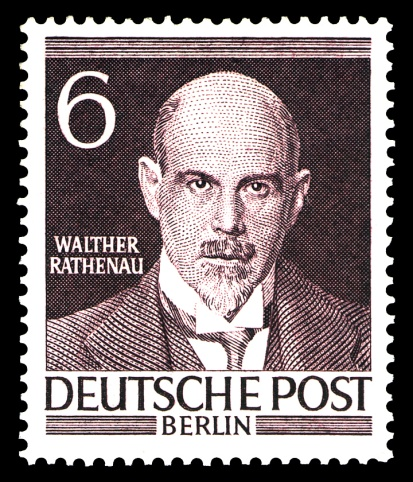 6
WALTHER
RATHENAU
DEUTSCHE POST
BERLIN